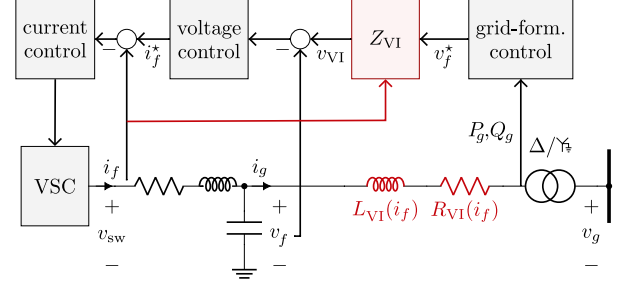 current
control
−
i_f^⋆
voltage
control
−
v_VI
Z_VI
v_f^⋆
grid-form.
control
P_g,Q_g
Δ/
VSC
i_f
i_g
+
v_sw
−
+
v_f
−
L_VI(i_f)
R_VI(i_f)
+
v_g
−